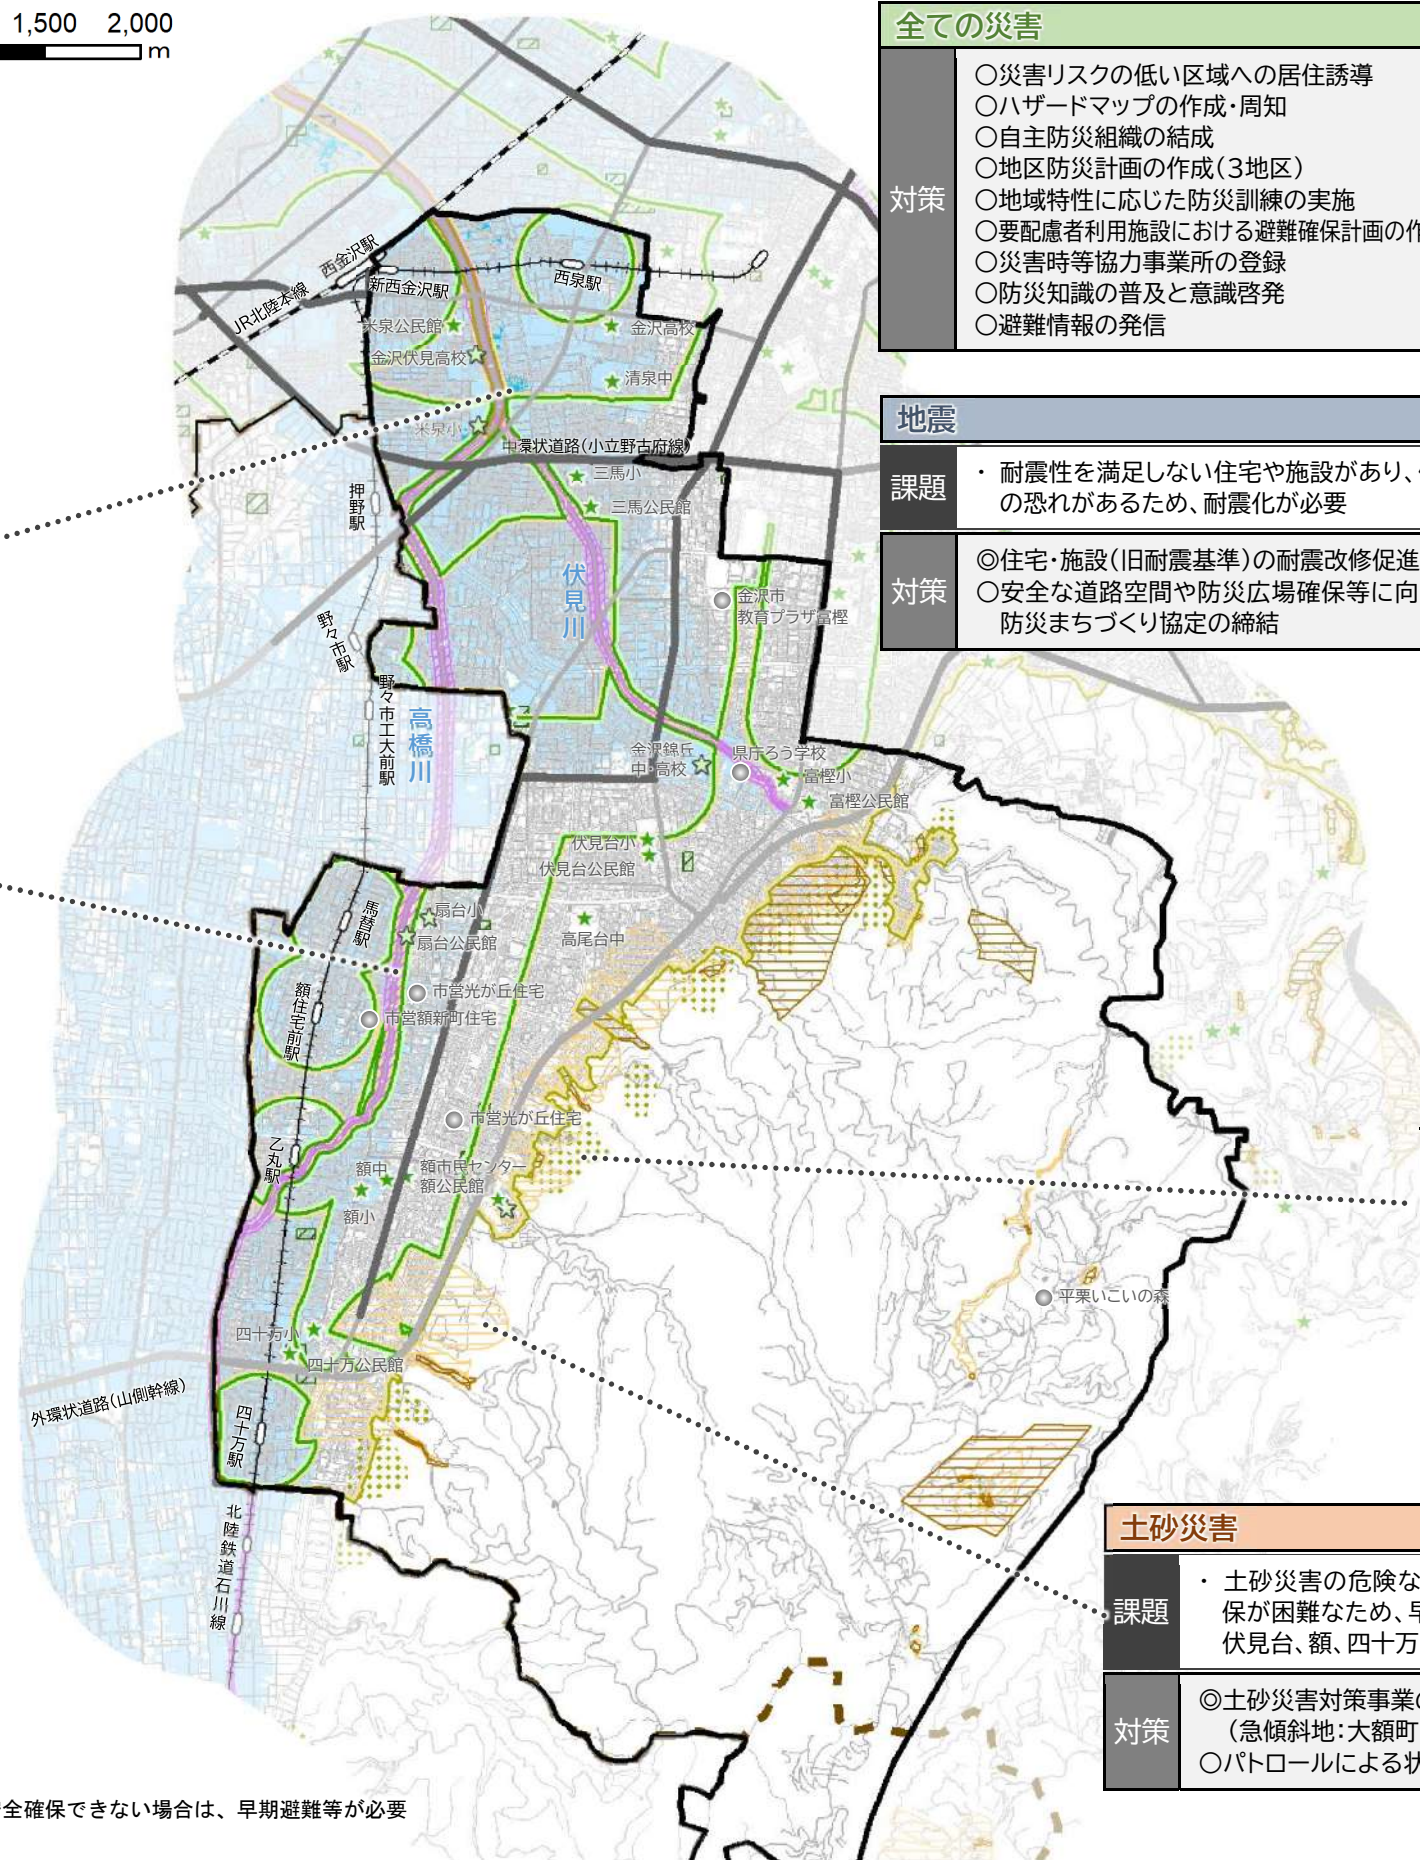 1,500 2,000
m
全ての災害
対策
○災害リスクの低い区域への居住誘導
○ハザードマップの作成・周知
○自主防災組織の結成
○地区防災計画の作成(3地区)
○地域特性に応じた防災訓練の実施
○要配慮者利用施設における避難確保計画の作
○災害時等協力事業所の登録
○防災知識の普及と意識啓発
○避難情報の発信
地震
課題
・ 耐震性を満足しない住宅や施設があり、
の恐れがあるため、耐震化が必要
対策
◎住宅・施設(旧耐震基準)の耐震改修促進
○安全な道路空間や防災広場確保等に向
防災まちづくり協定の締結
西金沢駅
JR北陸本線
新西金沢駅
西泉駅
米泉公民館
金沢高校
金沢伏見高校
清泉中
米泉小
中環状道路(小立野古府線)
三馬小
三馬公民館
押野駅
伏見川
金沢市
教育プラザ富樫
野々市駅
野々市工大前駅
高橋川
金沢錦丘
中・高校
県庁ろう学校
富樫小
富樫公民館
伏見台小
伏見台公民館
馬替駅
扇台小
扇台公民館
高尾台中
額住宅前駅
市営光が丘住宅
市営額新町住宅
市営光が丘住宅
乙丸駅
額中
額市民センター
額公民館
額小
平栗いこいの森
四十万小
四十万公民館
外環状道路(山側幹線)
四十万駅
北陸鉄道石川線
土砂災害
課題
・ 土砂災害の危険な
保が困難なため、早
伏見台、額、四十万
対策
◎土砂災害対策事業の
(急傾斜地:大額町
○パトロールによる状
全確保できない場合は、早期避難等が必要